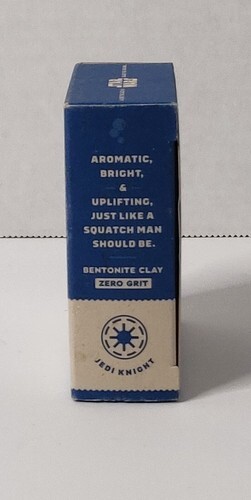 AROMATIC,
BRIGHT,
&
UPLIFTING,
JUST LIKE A
SQUATCH MAN
SHOULD BE.
BENTONITE CLAY
ZERO GRIT
JEDI KNIGHT